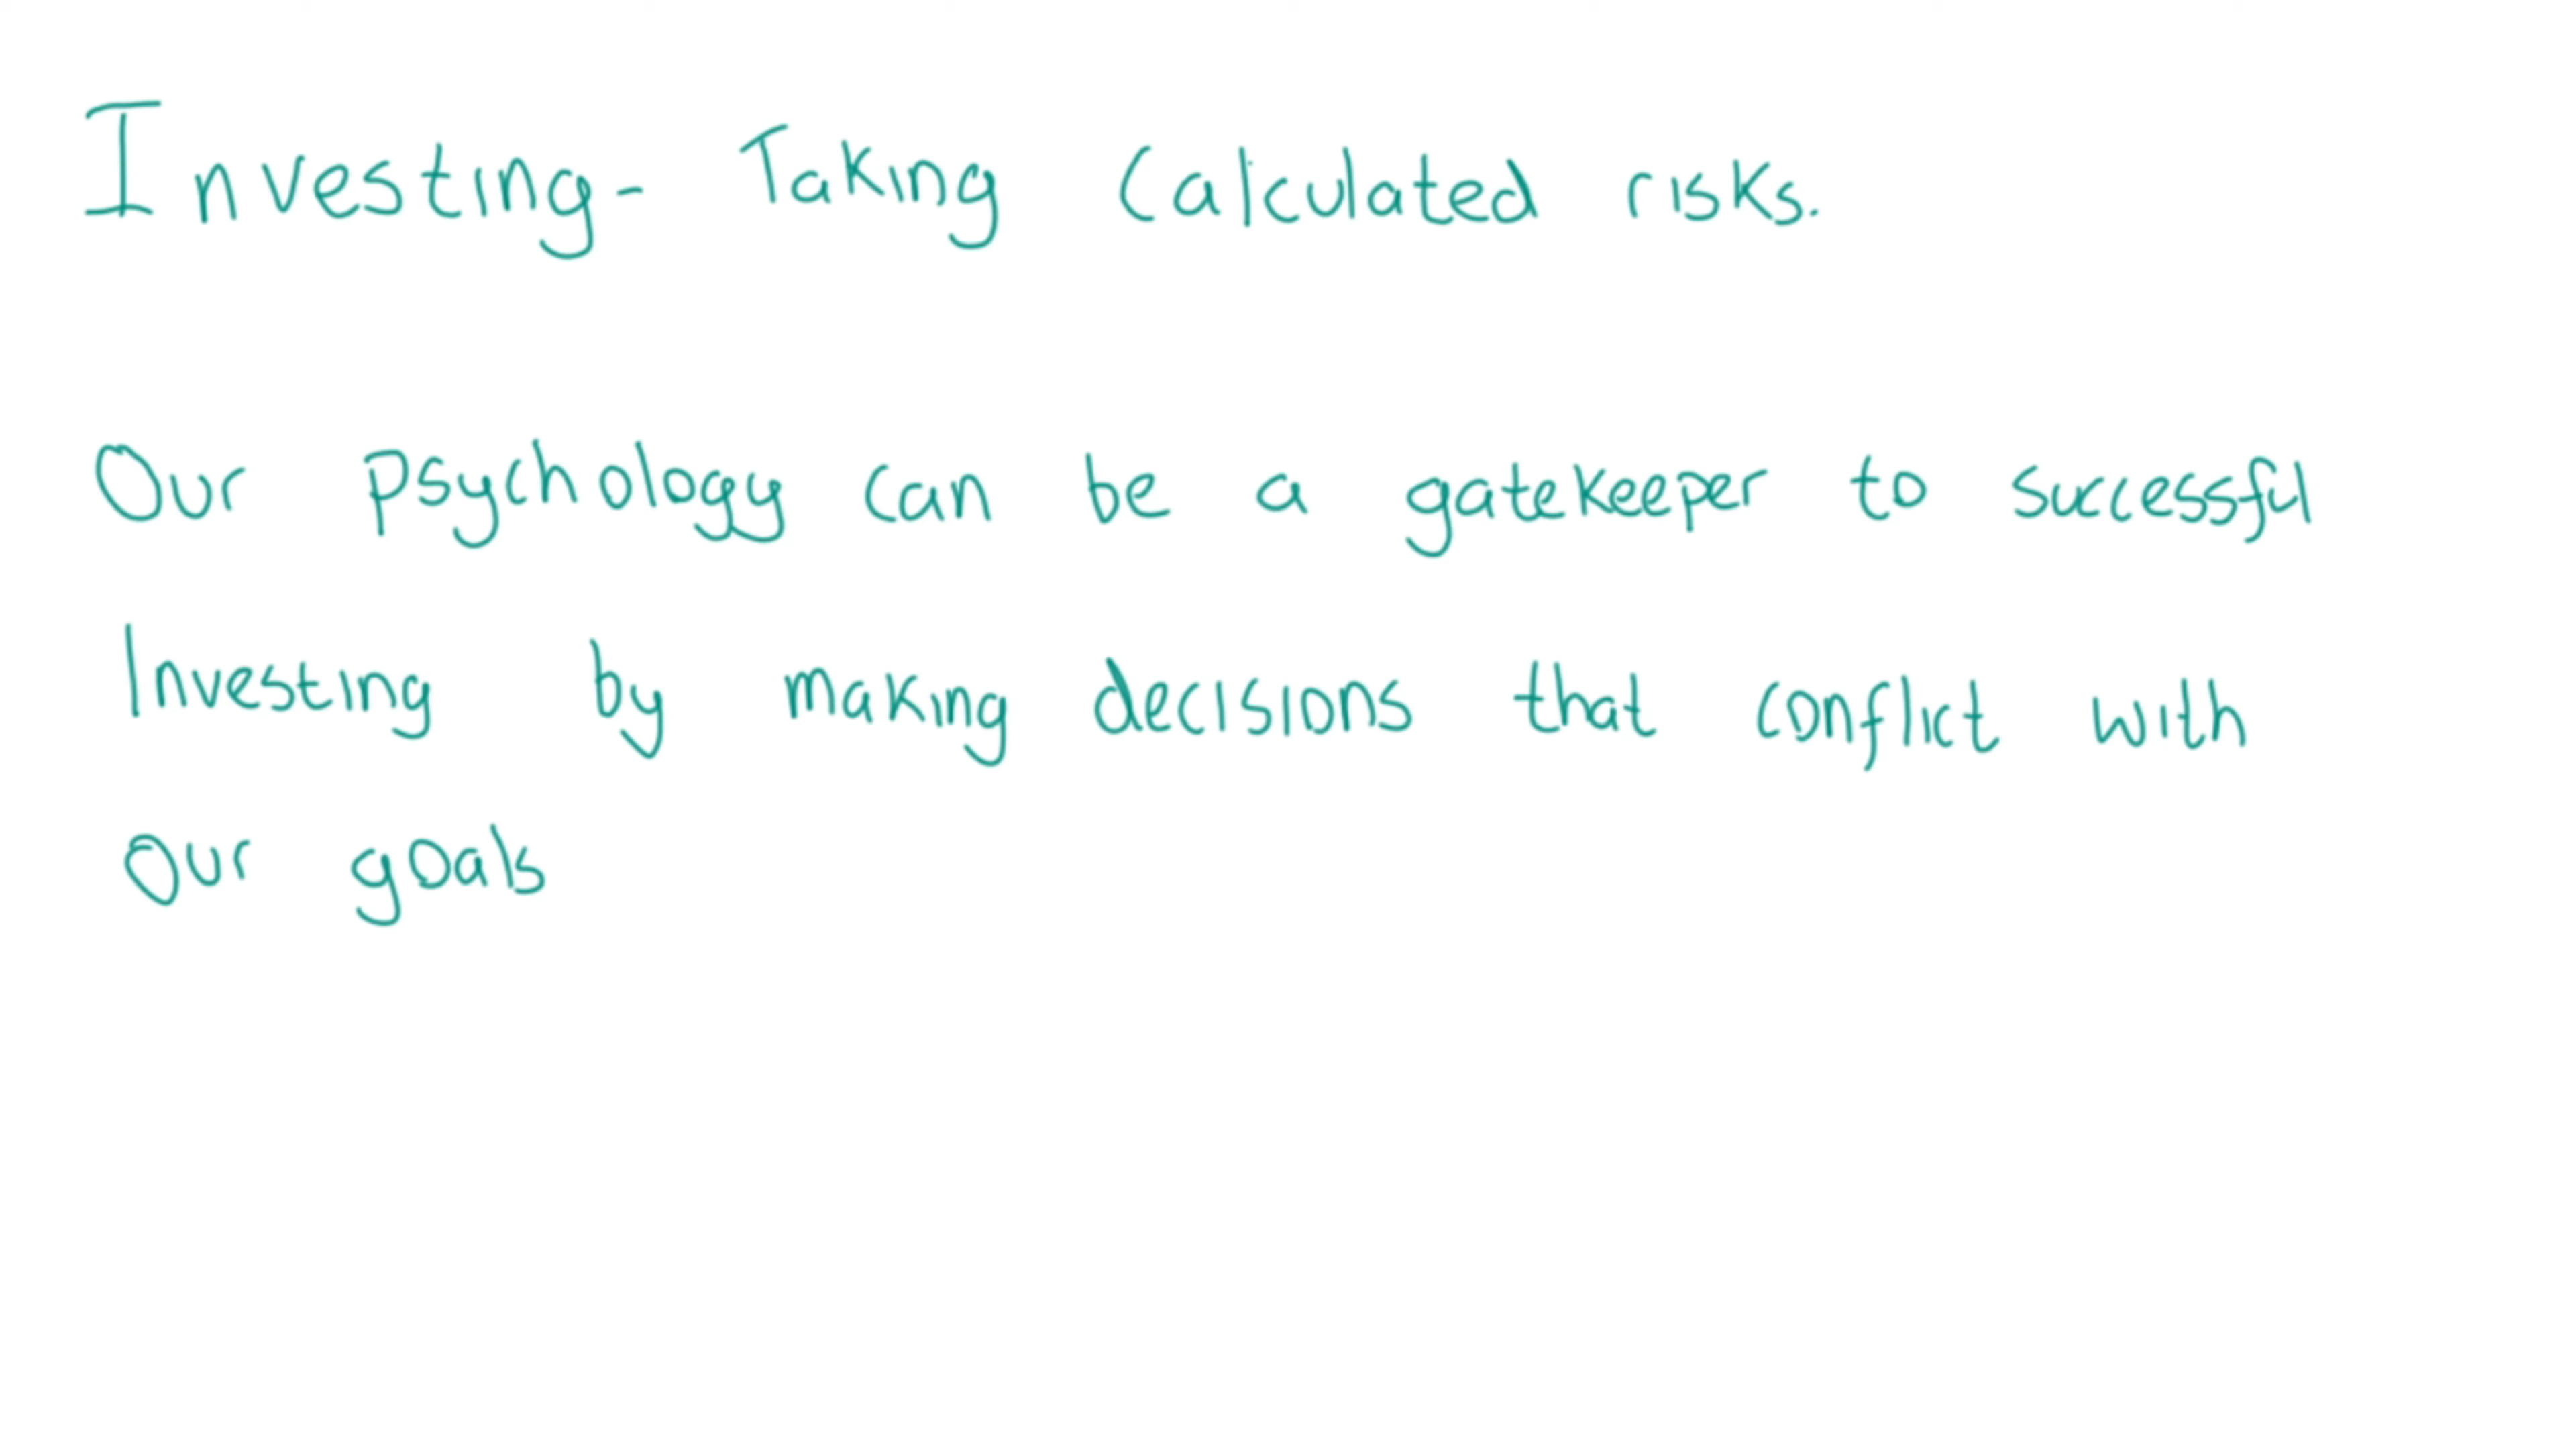 Investing- Taking Calculated risks.
Our psychology can be a gatekeeper to successful
Investing by making decisions that conflict with
Our goals